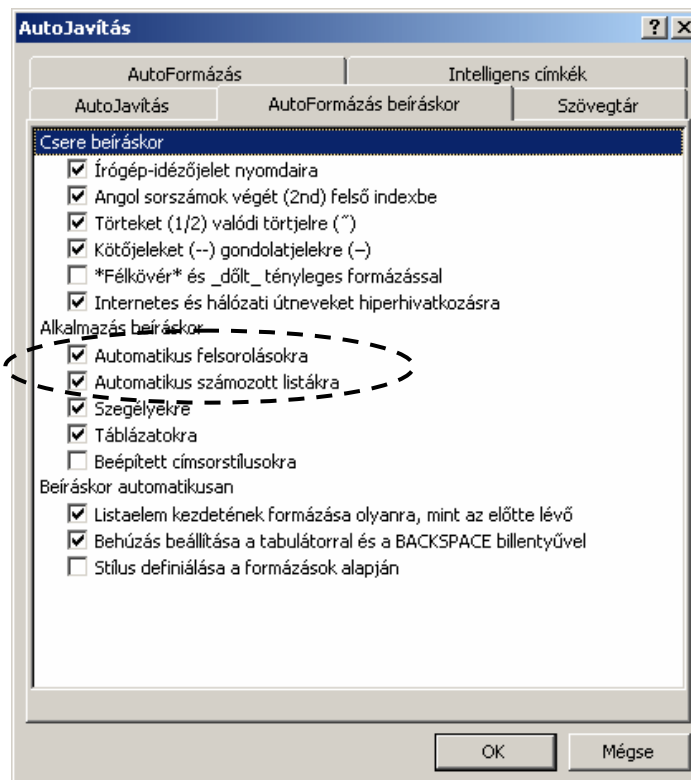 AutoJavítás
AutoFormázás
Intelligens címkék
AutoJavítás
AutoFormázás beíráskor
Szövegtár
Csere beíráskor
Írógép-idézőjelet nyomdaira
Angol sorszámok végét (2nd) felső indexbe
Törteket (1/2) valódi törtjelre (˝)
Kötőjeleket (--) gondolatjelekre (–)
*Félkövér* és _dőlt_ tényleges formázással
Internetes és hálózati útneveket hiperhivatkozásra
Alkalmazás beíráskor
Automatikus felsorolásokra
Automatikus számozott listákra
Szegélyekre
Táblázatokra
Beépített címsorstílusokra
Beíráskor automatikusan
Listaelem kezdetének formázása olyanra, mint az előtte lévő
Behúzás beállítása a tabulátorral és a BACKSPACE billentyűvel
Stílus definiálása a formázások alapján
OK
Mégse